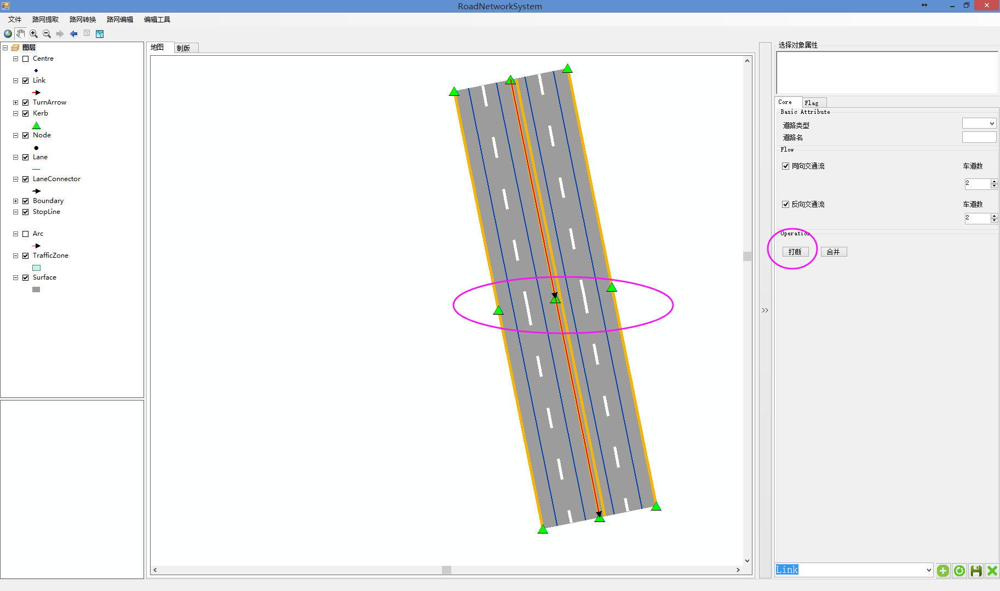 RoadNetworkSystem
文件 路网提取 路网转换 路网编辑 编辑工具
图层
Centre
Link
TurnArrow
Kerb
Node
Lane
LaneConnector
Boundary
StopLine
Arc
TrafficZone
Surface
地图 制版
>>
选择对象属性
Core Flag
Basic Attribute
道路类型
道路名
Flow
同向交通流 车道数
2
反向交通流 车道数
2
Operation
打断 合并
Link